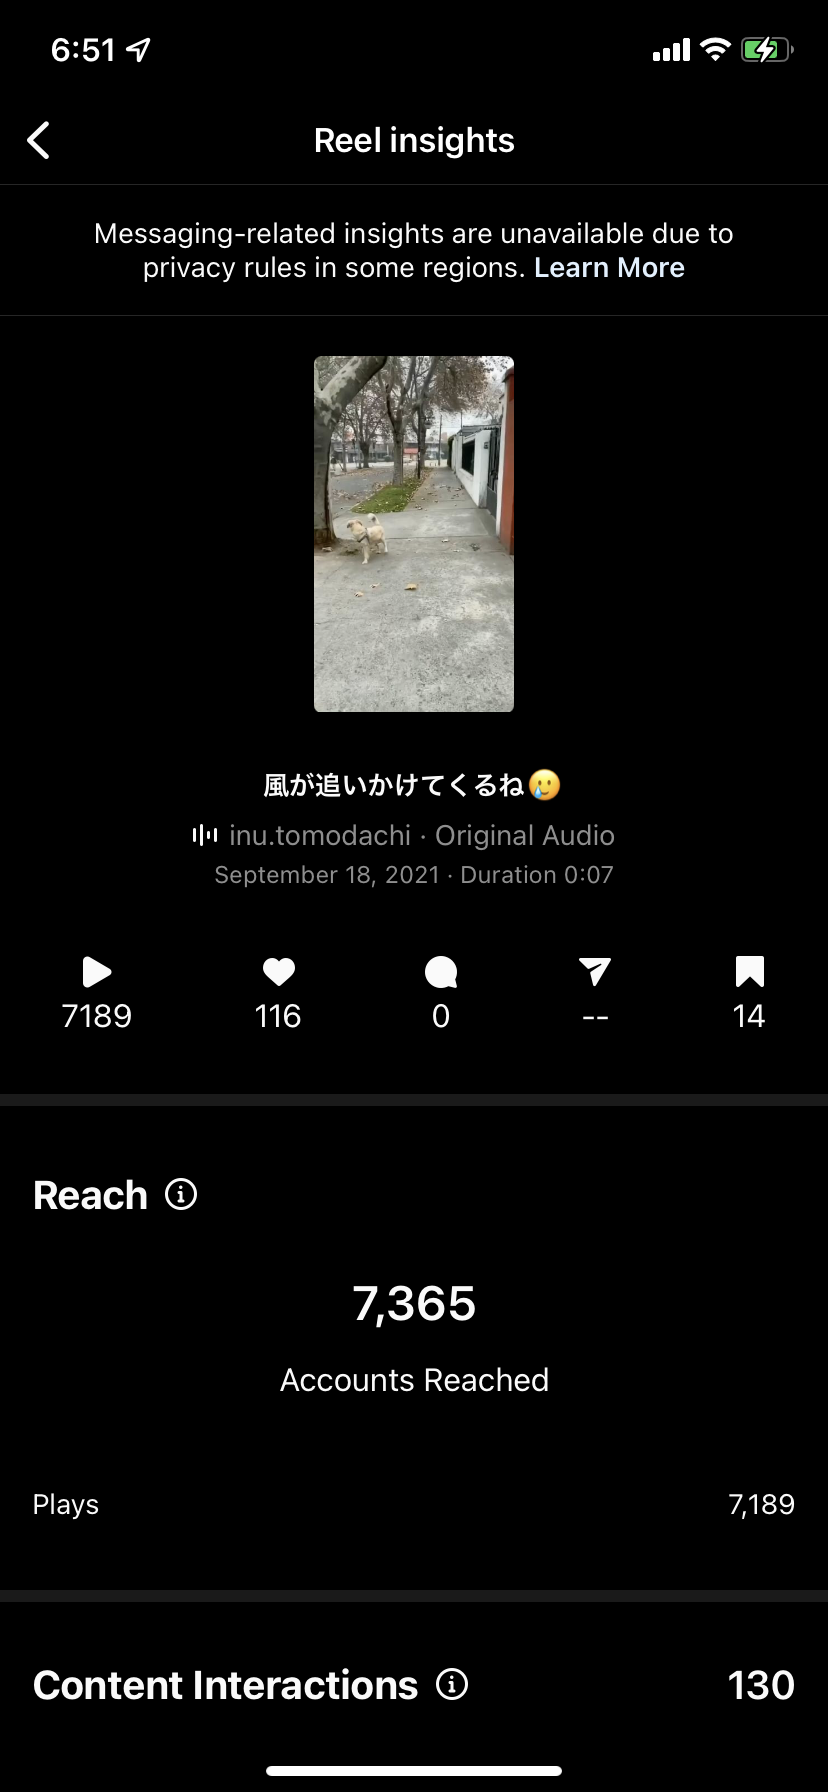 6:51
Reel insights
Messaging-related insights are unavailable due to
privacy rules in some regions. Learn More
風が追いかけてくるね🥲
inu.tomodachi · Original Audio
September 18, 2021 · Duration 0:07
7189 116 0 -- 14
Reach
7,365
Accounts Reached
Plays 7,189
Content Interactions 130